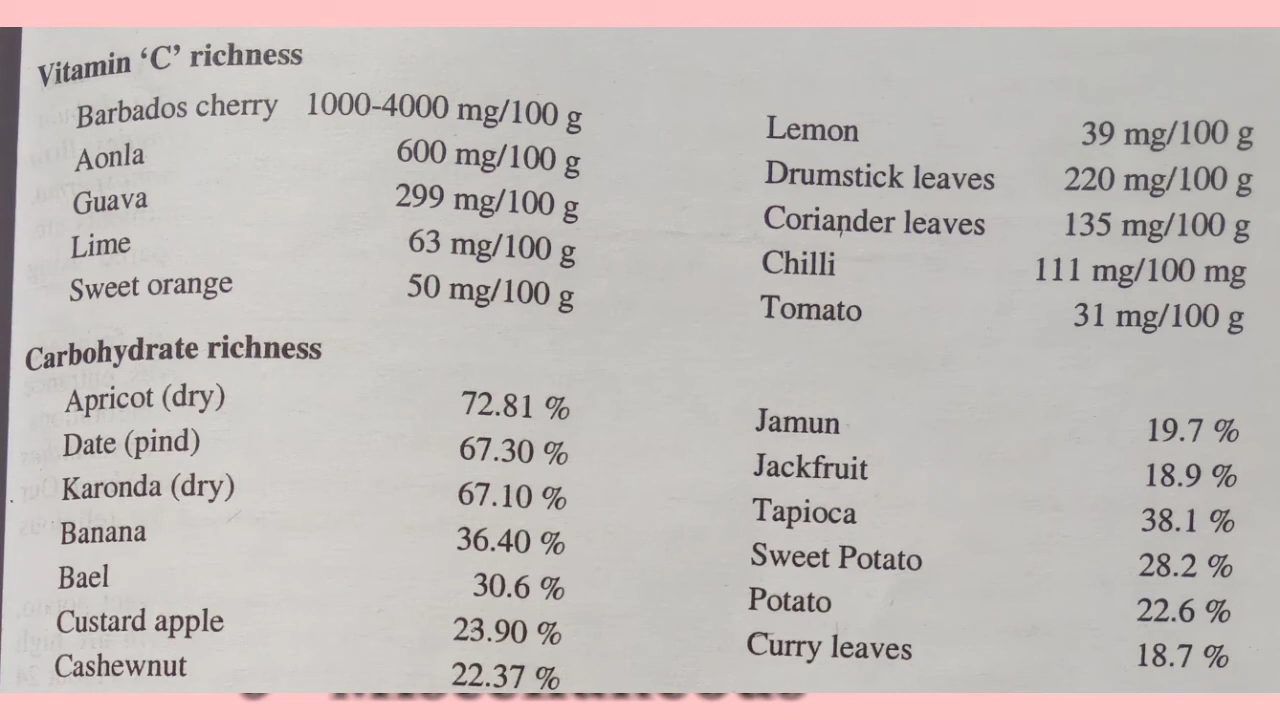 Vitamin ‘C’ richness
Barbados cherry 1000-4000 mg/100 g
Aonla 600 mg/100 g
Guava 299 mg/100 g
Lime 63 mg/100 g
Sweet orange 50 mg/100 g
Lemon 39 mg/100 g
Drumstick leaves 220 mg/100 g
Coriander leaves 135 mg/100 g
Chilli 111 mg/100 mg
Tomato 31 mg/100 g
Carbohydrate richness
Apricot (dry) 72.81 %
Date (pind) 67.30 %
Karonda (dry) 67.10 %
Banana 36.40 %
Bael 30.6 %
Custard apple 23.90 %
Cashewnut 22.37 %
Jamun 19.7 %
Jackfruit 18.9 %
Tapioca 38.1 %
Sweet Potato 28.2 %
Potato 22.6 %
Curry leaves 18.7 %